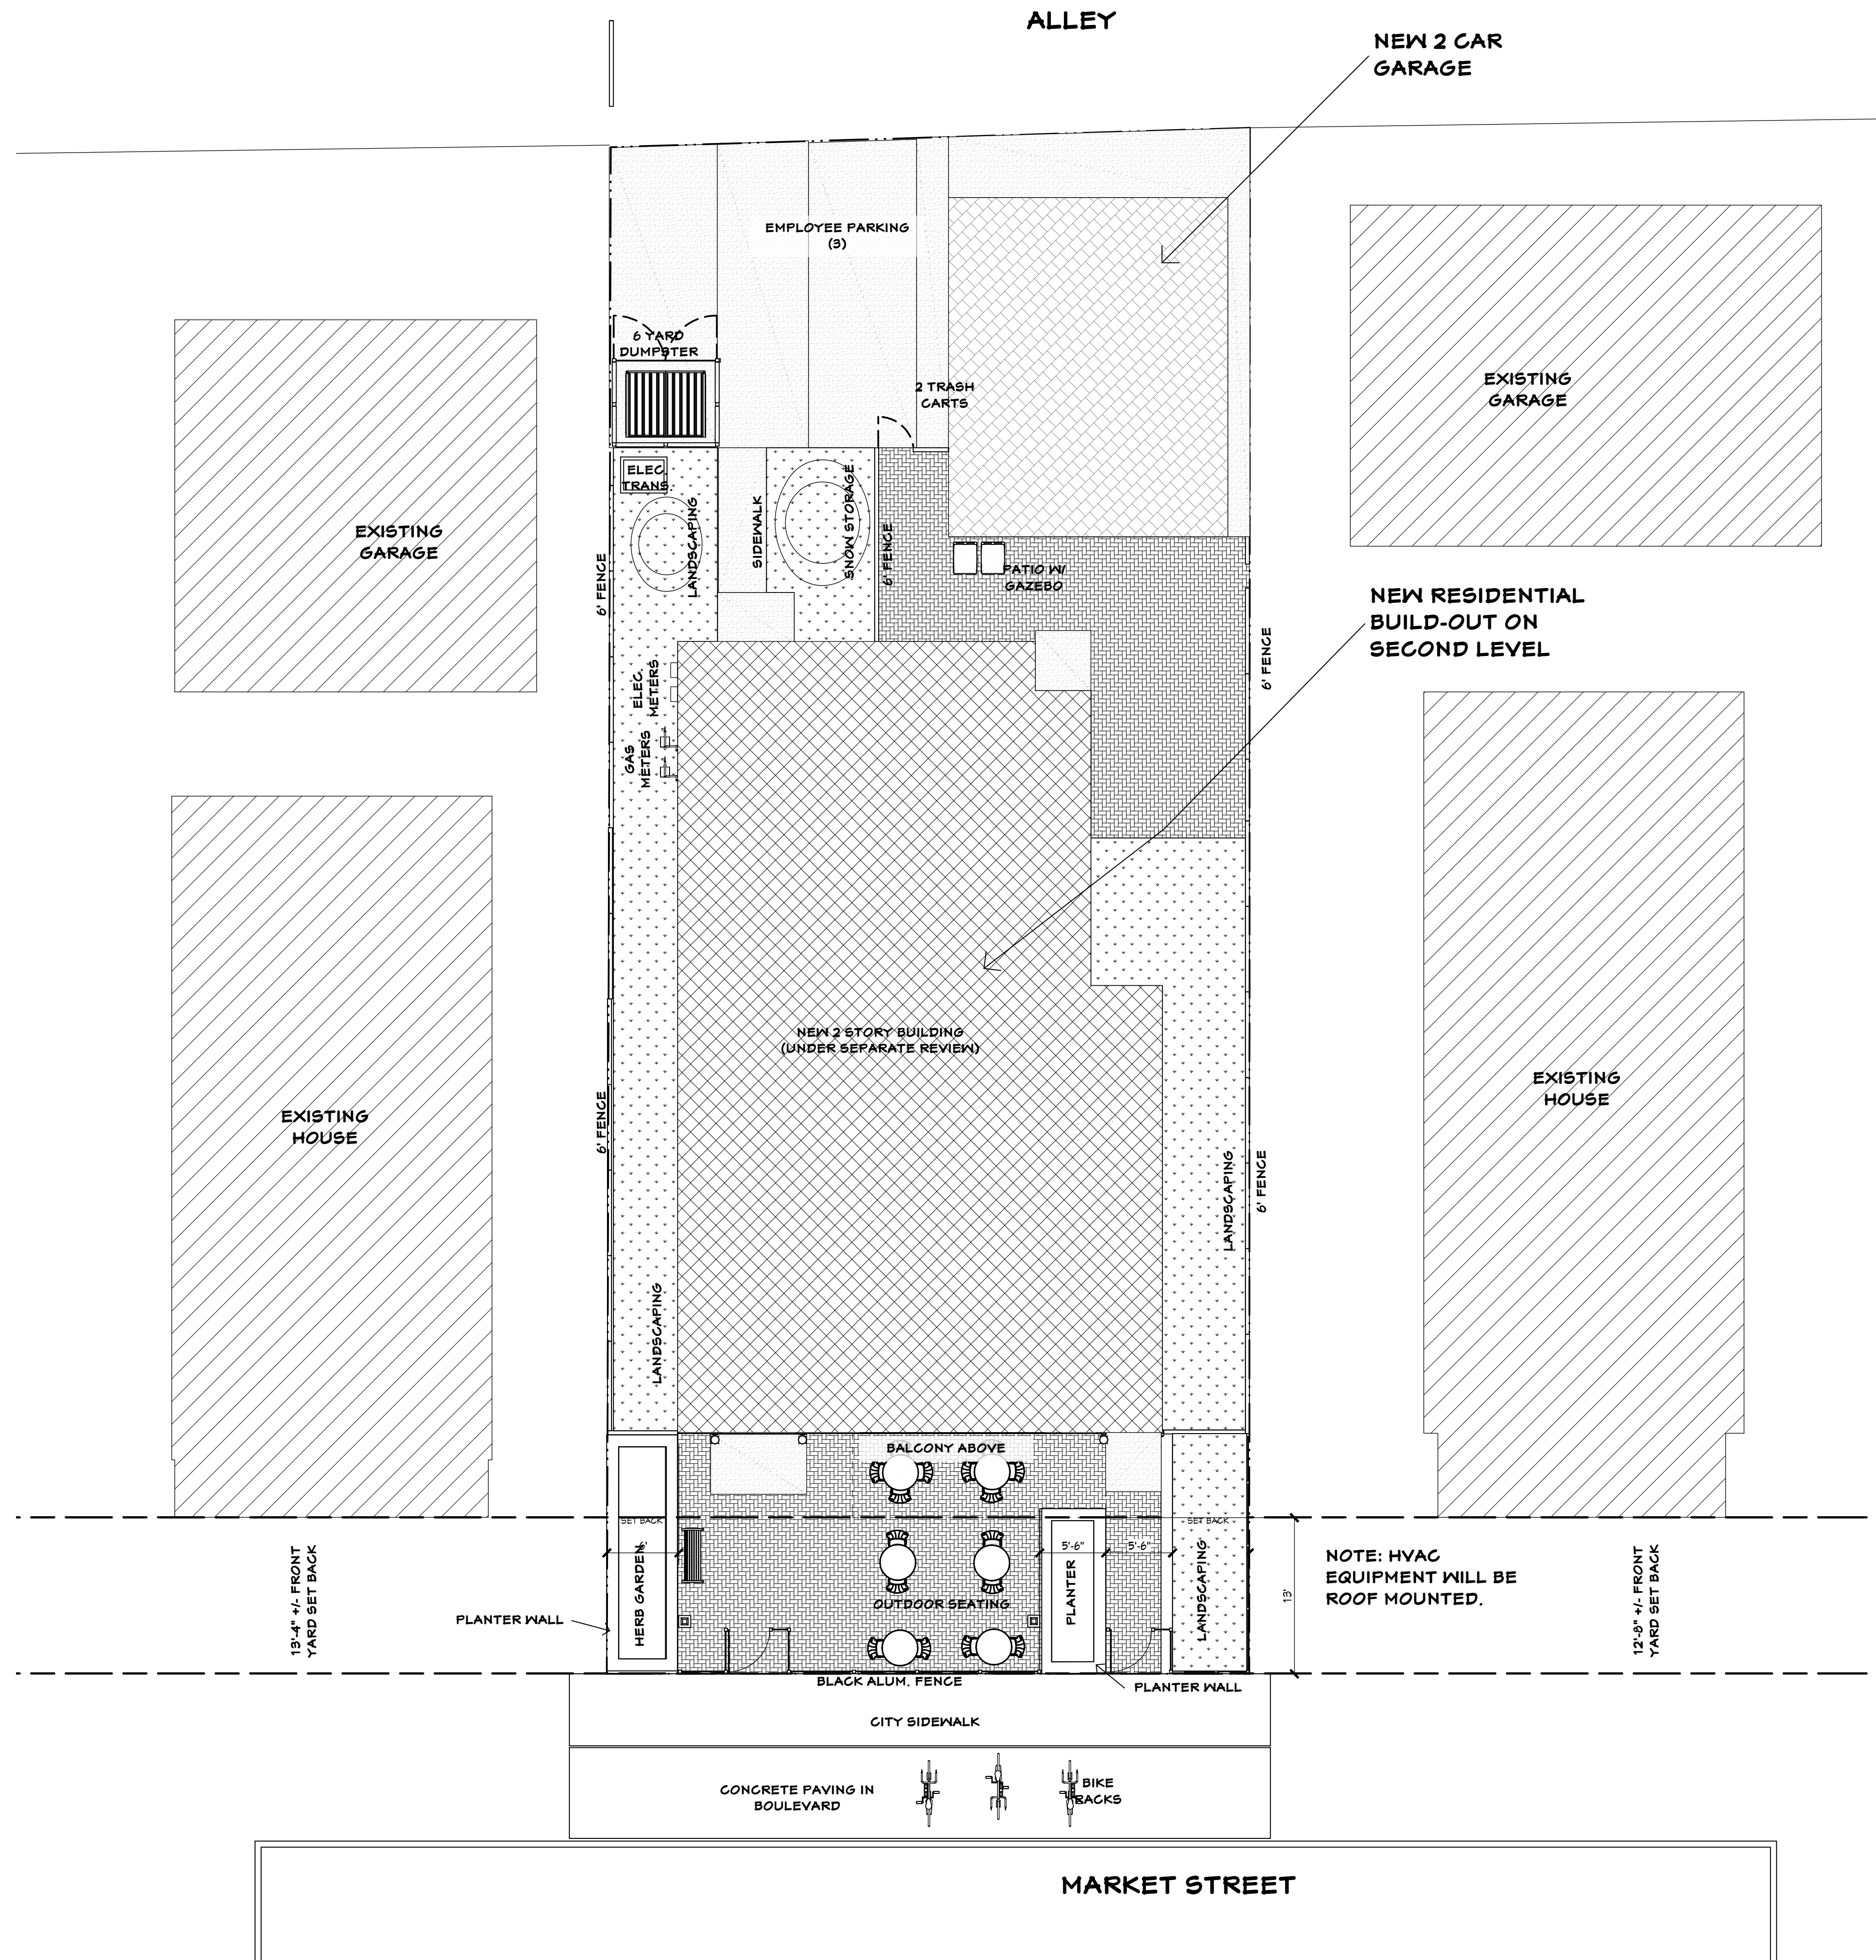 ALLEY
NEW 2 CAR
GARAGE
EMPLOYEE PARKING
(3)
6 YARD
DUMPSTER
2 TRASH
CARTS
EXISTING
GARAGE
ELEC.
TRANS.
LANDSCAPING
SIDEWALK
SNOW STORAGE
6' FENCE
EXISTING
GARAGE
6' FENCE
PATIO W/
GAZEBO
NEW RESIDENTIAL
BUILD-OUT ON
SECOND LEVEL
6' FENCE
ELEC.
METERS
GAS
METERS
NEW 2 STORY BUILDING
(UNDER SEPARATE REVIEW)
EXISTING
HOUSE
EXISTING
HOUSE
6' FENCE
6' FENCE
LANDSCAPING
LANDSCAPING
BALCONY ABOVE
SET BACK
SET BACK
6'
5'-6"
5'-6"
13'
13'-4" +/- FRONT
YARD SET BACK
HERB GARDEN
OUTDOOR SEATING
PLANTER
LANDSCAPING
NOTE: HVAC
EQUIPMENT WILL BE
ROOF MOUNTED.
12'-8" +/- FRONT
YARD SET BACK
PLANTER WALL
BLACK ALUM. FENCE
PLANTER WALL
CITY SIDEWALK
CONCRETE PAVING IN
BOULEVARD
BIKE
RACKS
MARKET STREET